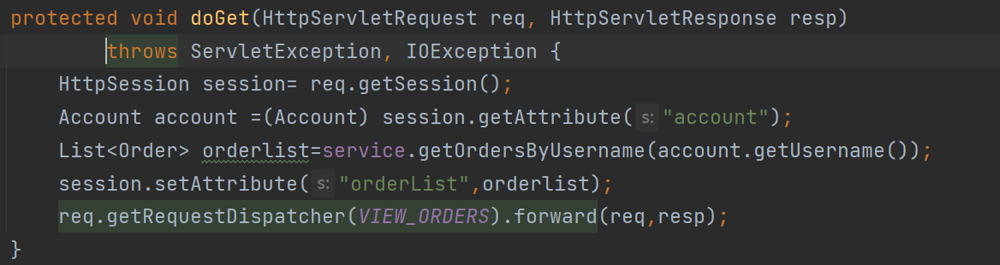 protected void doGet(HttpServletRequest req, HttpServletResponse resp)
throws ServletException, IOException {
HttpSession session= req.getSession();
Account account =(Account) session.getAttribute( s: "account");
List<Order> orderlist=service.getOrdersByUsername(account.getUsername());
session.setAttribute( s: "orderList",orderlist);
req.getRequestDispatcher(VIEW_ORDERS).forward(req,resp);
}